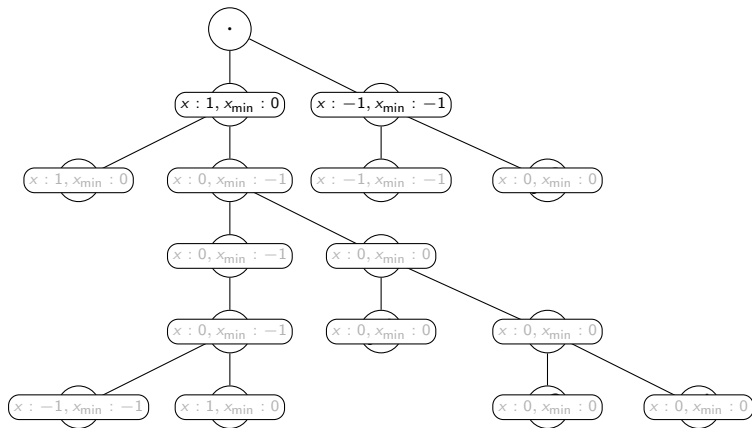 ·
x : 1, x_min : 0 x : −1, x_min : −1
x : 1, x_min : 0 x : 0, x_min : −1 x : −1, x_min : −1 x : 0, x_min : 0
x : 0, x_min : −1 x : 0, x_min : 0
x : 0, x_min : −1 x : 0, x_min : 0 x : 0, x_min : 0
x : −1, x_min : −1 x : 1, x_min : 0 x : 0, x_min : 0 x : 0, x_min : 0